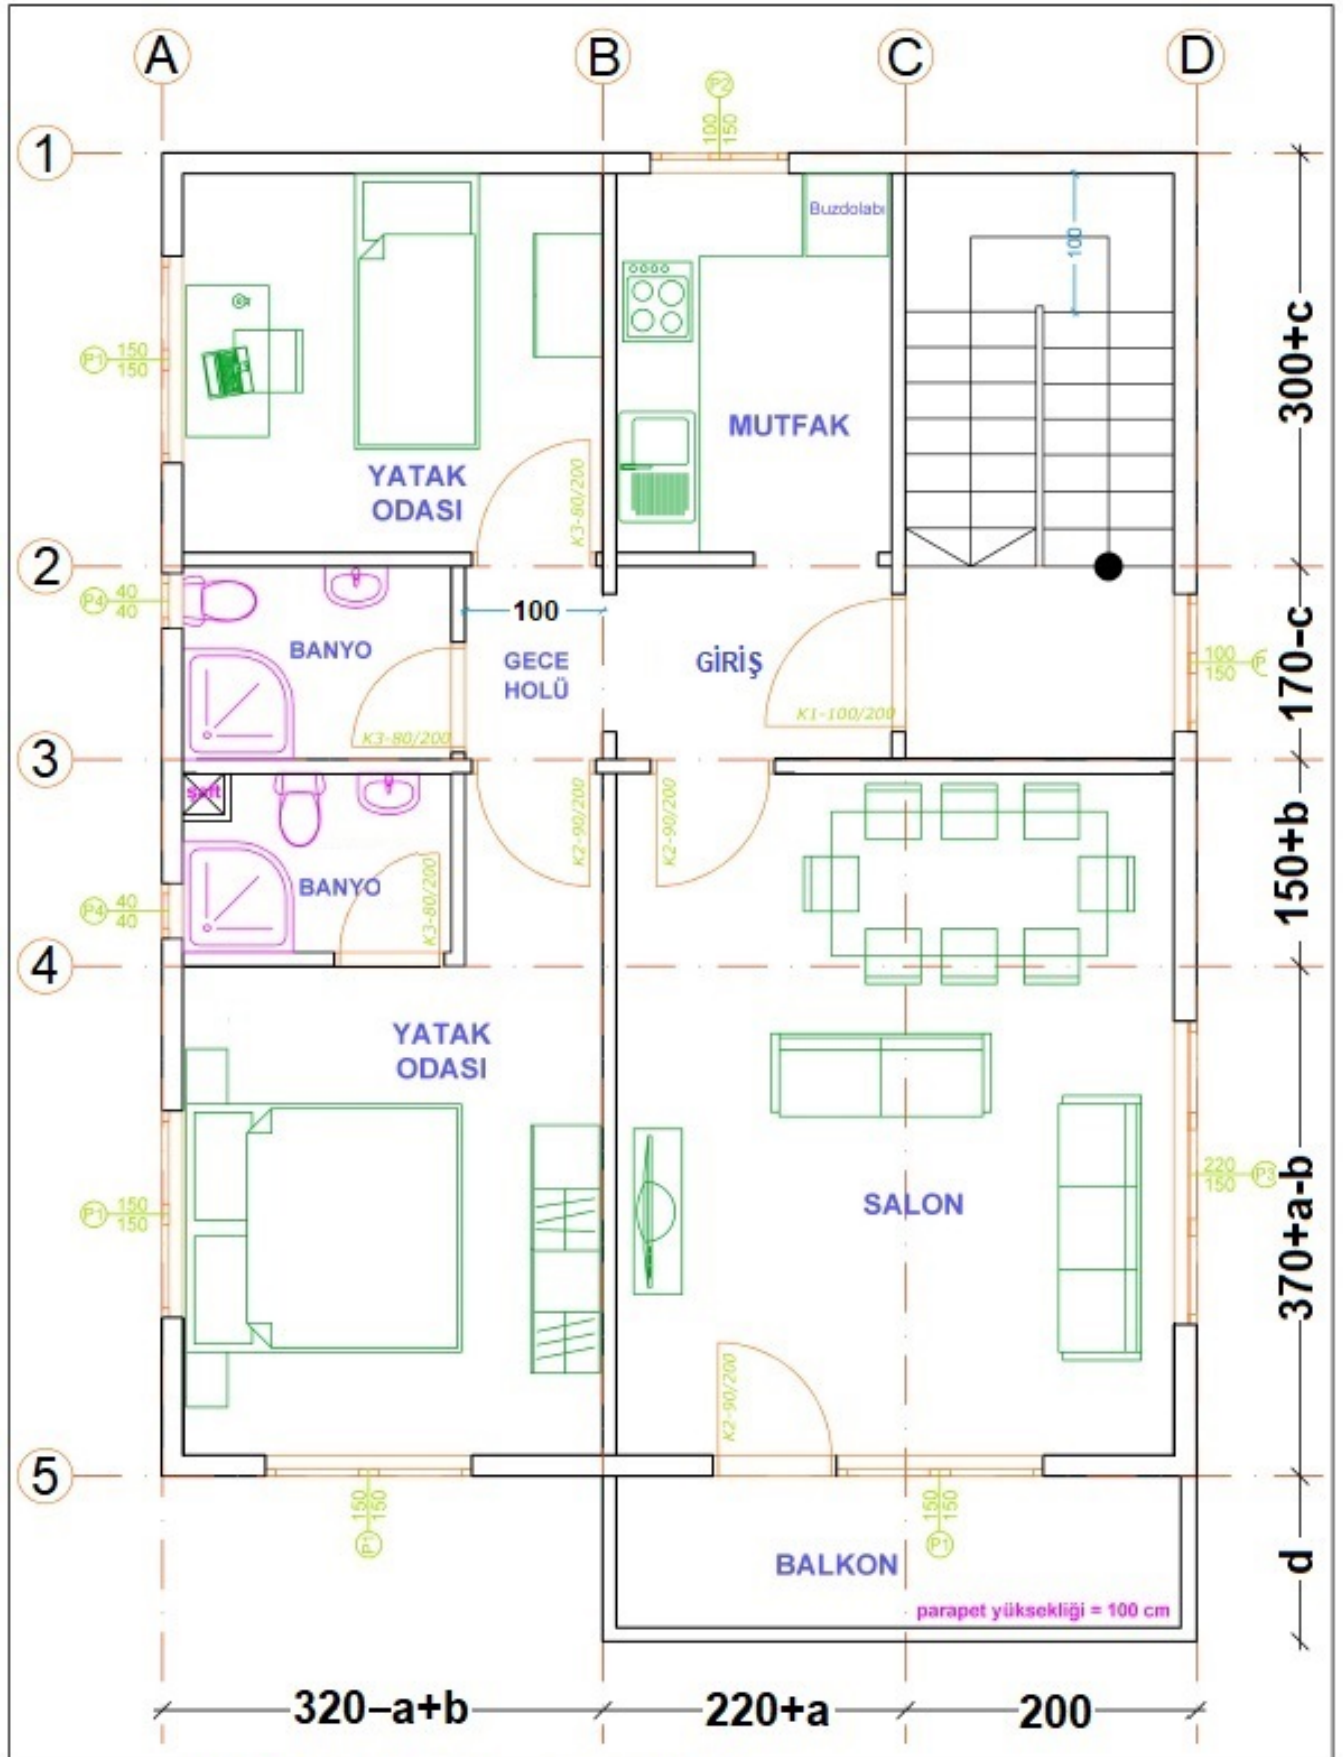 A
B
C
D
P2
100
150
1
Buzdolabı
100
300+c
P1
150
150
MUTFAK
YATAK
ODASI
K3-80/200
2
P4
40
40
100
BANYO
GECE
HOLÜ
GİRİŞ
100
150
170-c
K1-100/200
K3-80/200
3
şaft
K2-90/200
K2-90/200
150+b
BANYO
K3-80/200
P4
40
40
4
YATAK
ODASI
220
150
P3
370+a-b
SALON
P1
150
150
K2-90/200
5
150
150
P1
150
150
P1
BALKON
d
parapet yüksekliği = 100 cm
320–a+b
220+a
200